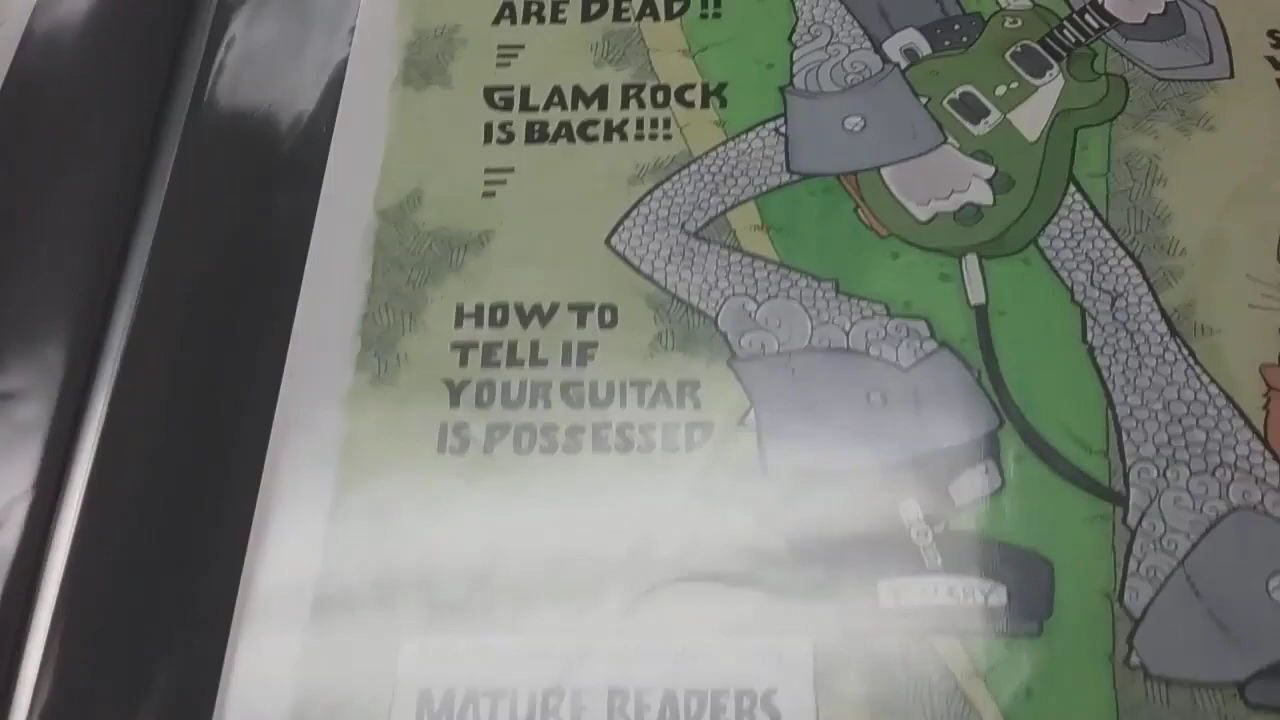 ARE DEAD!!
GLAM ROCK
IS BACK!!!
HOW TO
TELL IF
YOUR GUITAR
IS POSSESSED
MATURE READERS